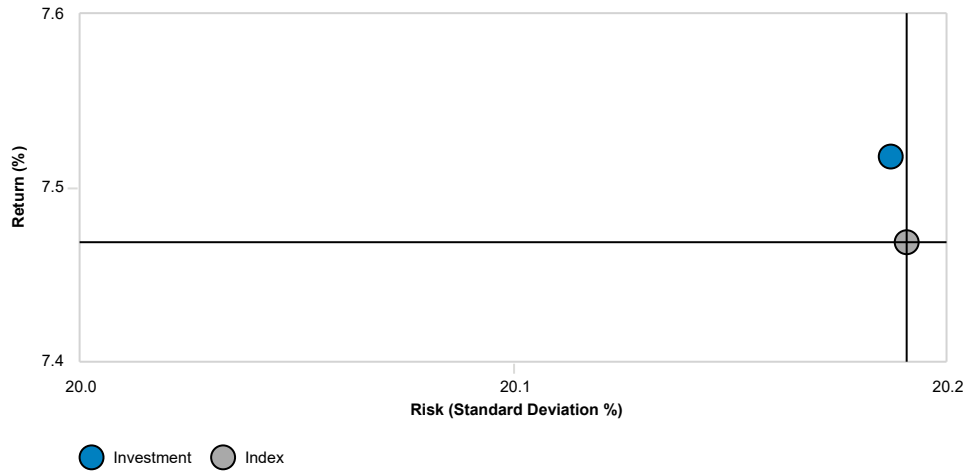 7.6
7.5
7.4
Return (%)
20.0 20.1 20.2
Risk (Standard Deviation %)
Investment Index